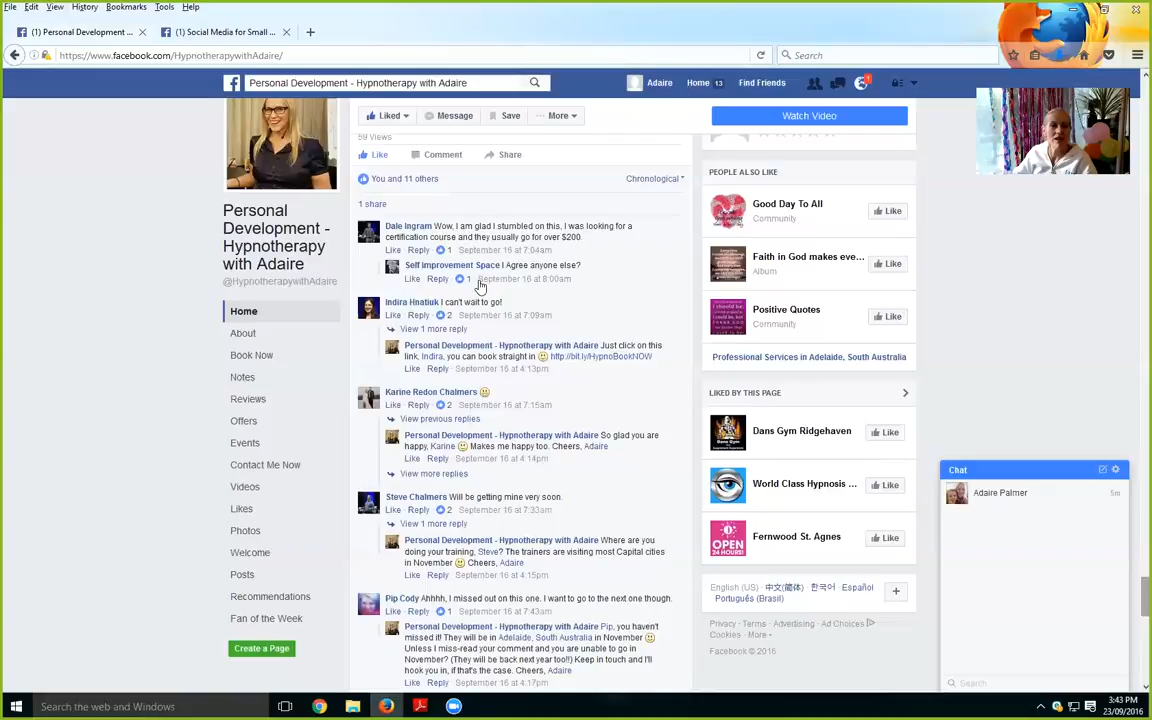 File Edit View History Bookmarks Tools Help
(1) Personal Development ...
(1) Social Media for Small ...
https://www.facebook.com/HypnotherapywithAdaire/
Search
Personal Development - Hypnotherapy with Adaire
Adaire
Home 13
Find Friends
1
Liked
Message
Save
More
Watch Video
59 Views
Like
Comment
Share
You and 11 others
Chronological
1 share
Dale Ingram Wow, I am glad I stumbled on this, I was looking for a
certification course and they usually go for over $200.
Like · Reply · 1 · September 16 at 7:04am
Self improvement Space I Agree anyone else?
Like · Reply · 1 · September 16 at 8:00am
Indira Hnatiuk I can't wait to go!
Like · Reply · 2 · September 16 at 7:09am
View 1 more reply
Personal Development - Hypnotherapy with Adaire Just click on this
link, Indira, you can book straight in http://bit.ly/HypnoBookNOW
Like · Reply · September 16 at 4:13pm
Karine Redon Chalmers
Like · Reply · 2 · September 16 at 7:15am
View previous replies
Personal Development - Hypnotherapy with Adaire So glad you are
happy, Karine Makes me happy too. Cheers, Adaire
Like · Reply · September 16 at 4:14pm
View more replies
Steve Chalmers Will be getting mine very soon.
Like · Reply · 2 · September 16 at 7:33am
View 1 more reply
Personal Development - Hypnotherapy with Adaire Where are you
doing your training, Steve? The trainers are visiting most Capital cities
in November Cheers, Adaire
Like · Reply · September 16 at 4:15pm
Pip Cody Ahhhh, I missed out on this one. I want to go to the next one though.
Like · Reply · 1 · September 16 at 7:43am
Personal Development - Hypnotherapy with Adaire Pip, you haven't
missed it! They will be in Adelaide, South Australia in November
Unless I miss-read your comment and you are unable to go in
November? (They will be back next year too!!) Keep in touch and I'll
hook you in, if that's the case. Cheers, Adaire
Like · Reply · September 16 at 4:17pm
Personal
Development -
Hypnotherapy
with Adaire
@HypnotherapywithAdaire
Home
About
Book Now
Notes
Reviews
Offers
Events
Contact Me Now
Videos
Likes
Photos
Welcome
Posts
Recommendations
Fan of the Week
Create a Page
PEOPLE ALSO LIKE
Good Day To All
Community
Like
Faith in God makes eve...
Album
Like
Positive Quotes
Community
Like
Professional Services in Adelaide, South Australia
LIKED BY THIS PAGE
Dans Gym Ridgehaven
Like
World Class Hypnosis ...
Like
OPEN
24 HOURS!
Fernwood St. Agnes
Like
English (US) · 中文(简体) · 한국어 · Español ·
Português (Brasil)
Privacy · Terms · Advertising · Ad Choices
Cookies · More
Facebook © 2016
Chat
Adaire Palmer
5m
Search
Search the web and Windows
3:43 PM
23/09/2016